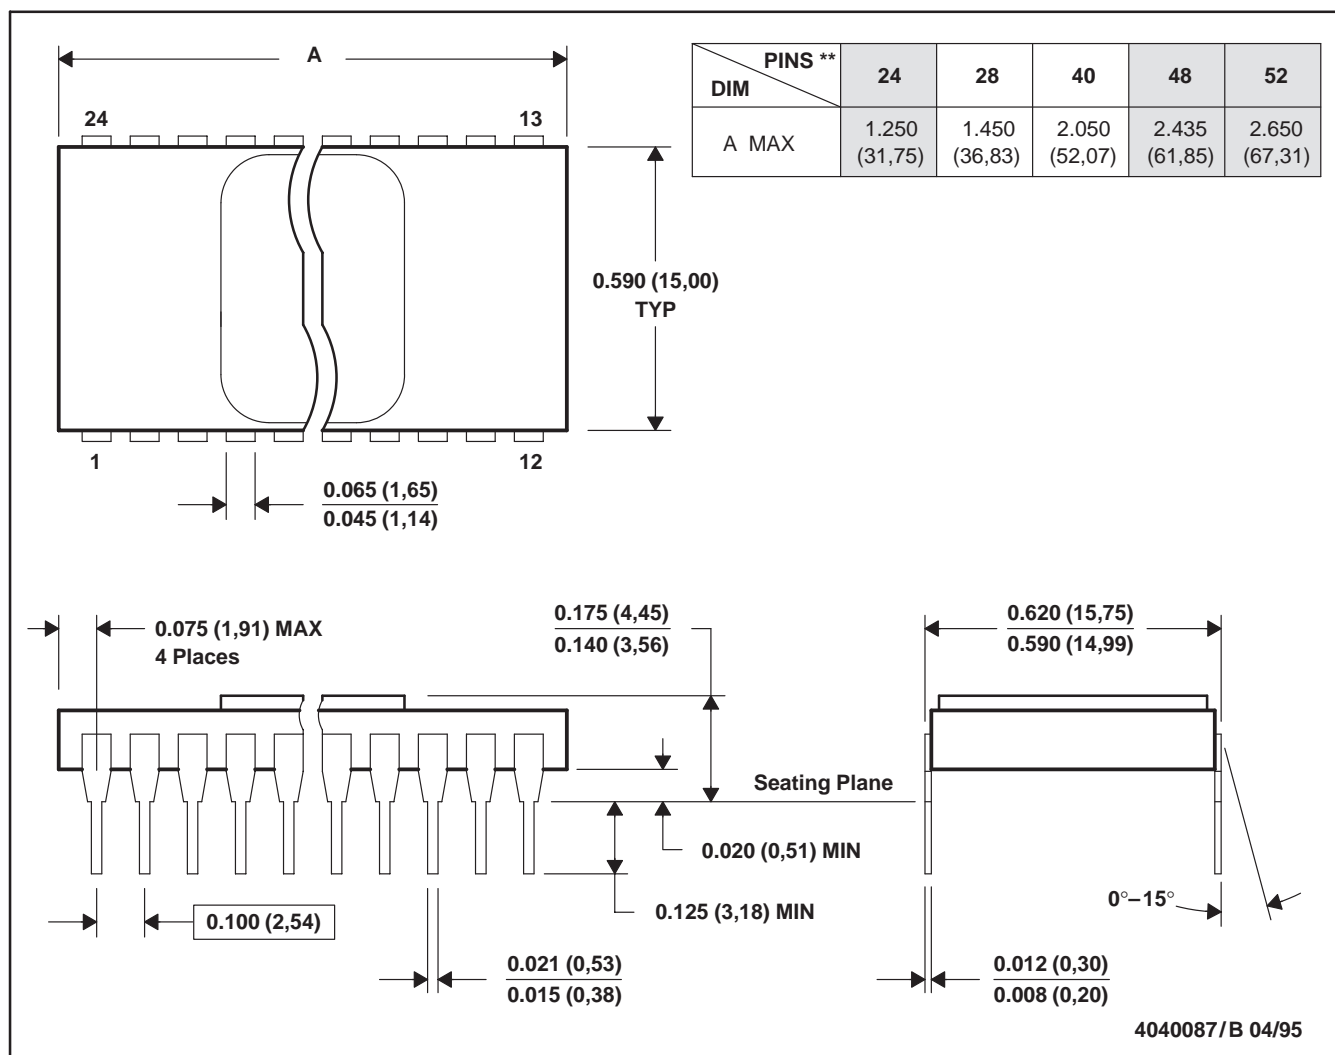 A
24
13
1
12
PINS **
DIM
24
28
40
48
52
A MAX
1.250
(31,75)
1.450
(36,83)
2.050
(52,07)
2.435
(61,85)
2.650
(67,31)
0.590 (15,00)
TYP
0.065 (1,65)
0.045 (1,14)
0.075 (1,91) MAX
4 Places
0.175 (4,45)
0.140 (3,56)
0.620 (15,75)
0.590 (14,99)
Seating Plane
0.020 (0,51) MIN
0.125 (3,18) MIN
0.100 (2,54)
0.021 (0,53)
0.015 (0,38)
0°–15°
0.012 (0,30)
0.008 (0,20)
4040087/B 04/95